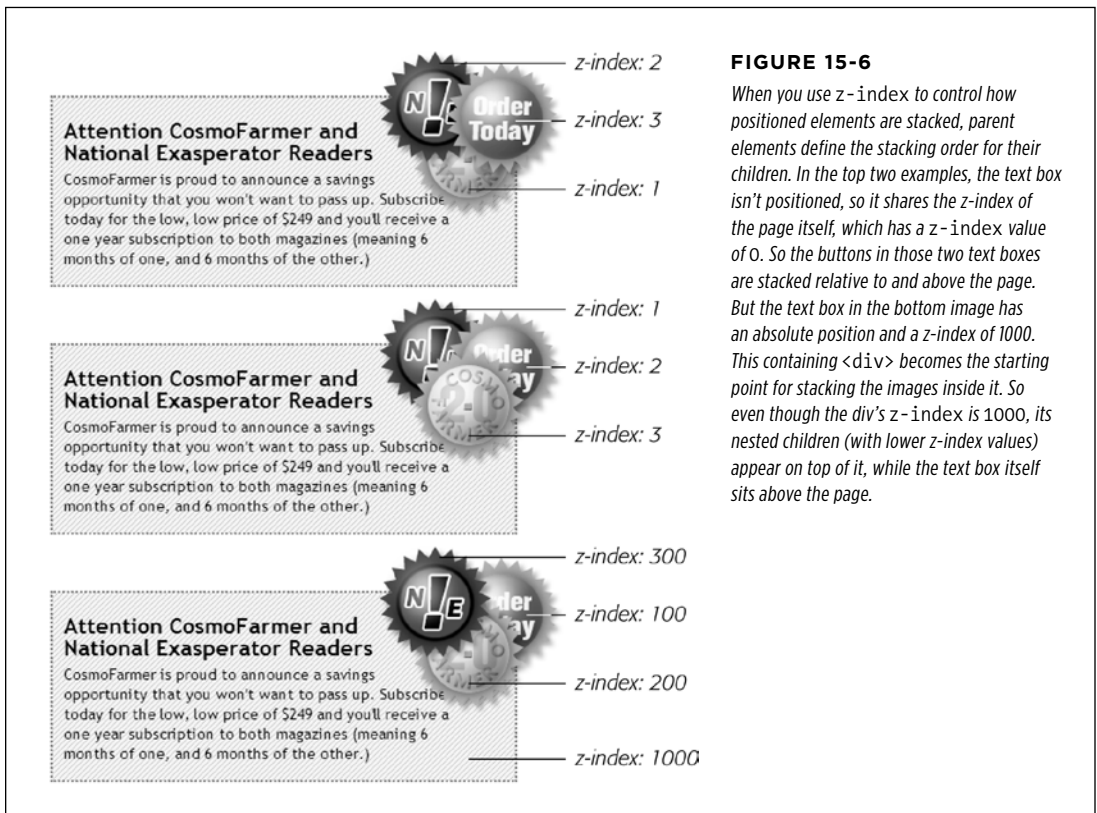 z-index: 2
N ! E
Order
Today
z-index: 3
z-index: 1
Attention CosmoFarmer and
National Exasperator Readers
CosmoFarmer is proud to announce a savings
opportunity that you won't want to pass up. Subscribe
today for the low, low price of $249 and you'll receive a
one year subscription to both magazines (meaning 6
months of one, and 6 months of the other.)
z-index: 1
z-index: 2
COSMO
2.0
FARMER
z-index: 3
Attention CosmoFarmer and
National Exasperator Readers
CosmoFarmer is proud to announce a savings
opportunity that you won't want to pass up. Subscribe
today for the low, low price of $249 and you'll receive a
one year subscription to both magazines (meaning 6
months of one, and 6 months of the other.)
z-index: 300
N!E
z-index: 100
z-index: 200
Attention CosmoFarmer and
National Exasperator Readers
CosmoFarmer is proud to announce a savings
opportunity that you won't want to pass up. Subscribe
today for the low, low price of $249 and you'll receive a
one year subscription to both magazines (meaning 6
months of one, and 6 months of the other.)
z-index: 1000
FIGURE 15-6
When you use z-index to control how
positioned elements are stacked, parent
elements define the stacking order for their
children. In the top two examples, the text box
isn't positioned, so it shares the z-index of
the page itself, which has a z-index value
of 0. So the buttons in those two text boxes
are stacked relative to and above the page.
But the text box in the bottom image has
an absolute position and a z-index of 1000.
This containing <div> becomes the starting
point for stacking the images inside it. So
even though the div's z-index is 1000, its
nested children (with lower z-index values)
appear on top of it, while the text box itself
sits above the page.